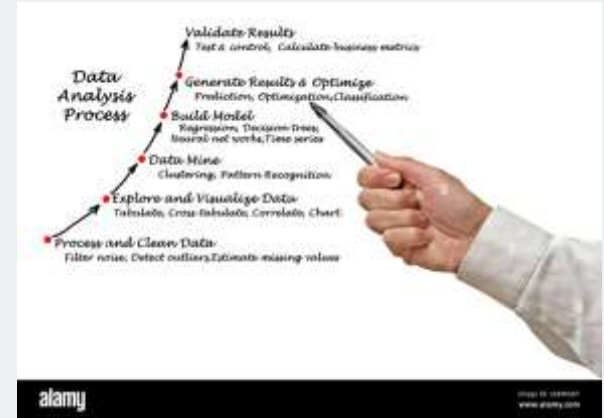 Validate Results
Test & control, Calculate business metrics
Data
Analysis
Process
Generate Results & Optimize
Prediction, Optimization,Classification
Build Model
Regression, Decision Trees,
Neural net works,Time series
Data Mine
Clustering, Pattern Recognition
Explore and Visualize Data
Tabulate, Cross tabulate, Correlate, Chart
Process and Clean Data
Filter noise, Detect outliers,Estimate missing values
alamy
www.alamy.com